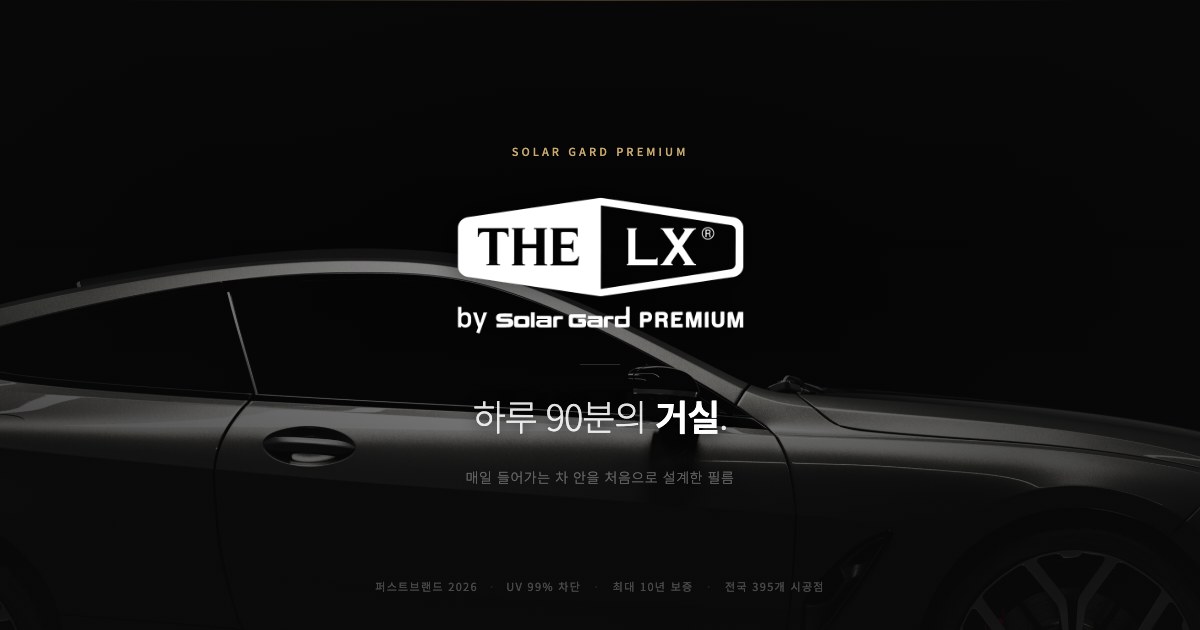 SOLAR GARD PREMIUM
THE LX®
by Solar Gard PREMIUM
하루 90분의 거실.
매일 들어가는 차 안을 처음으로 설계한 필름
퍼스트브랜드 2026 · UV 99% 차단 · 최대 10년 보증 · 전국 395개 시공점